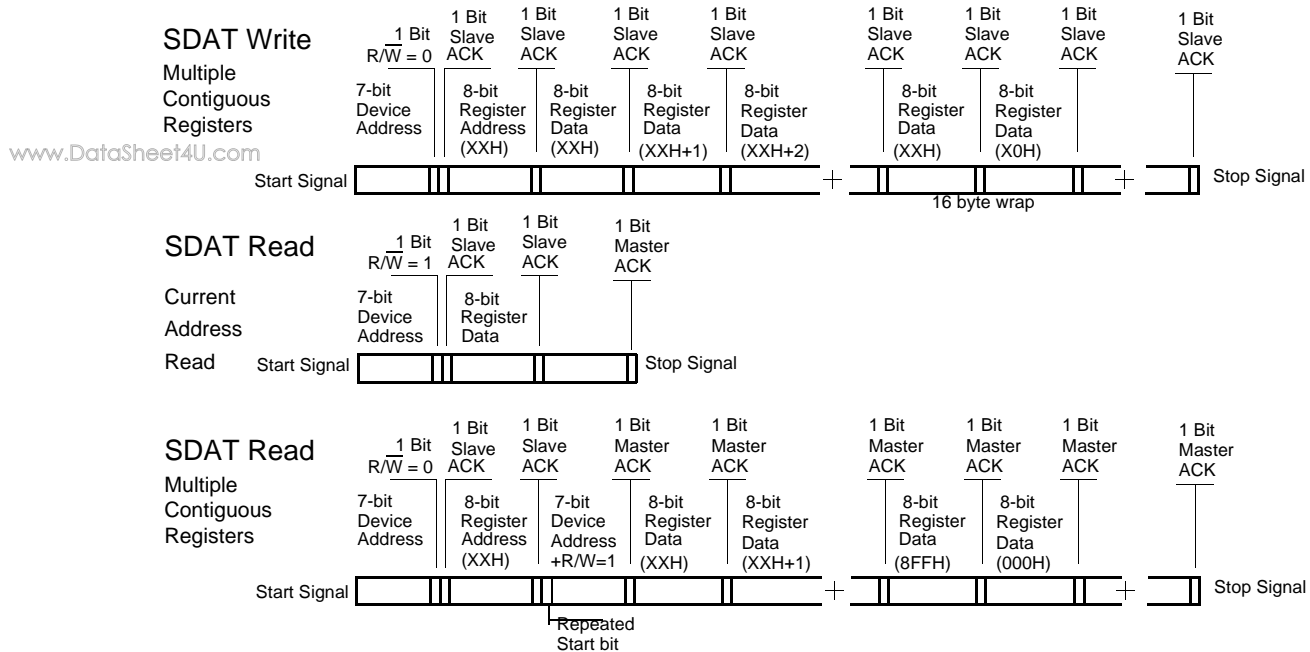 SDAT Write
Multiple
Contiguous
Registers
www.DataSheet4U.com
1 Bit
R/W̅ = 0
1 Bit
Slave
ACK
1 Bit
Slave
ACK
1 Bit
Slave
ACK
1 Bit
Slave
ACK
1 Bit
Slave
ACK
1 Bit
Slave
ACK
1 Bit
Slave
ACK
1 Bit
Slave
ACK
7-bit
Device
Address
8-bit
Register
Address
(XXH)
8-bit
Register
Data
(XXH)
8-bit
Register
Data
(XXH+1)
8-bit
Register
Data
(XXH+2)
8-bit
Register
Data
(XXH)
8-bit
Register
Data
(X0H)
Start Signal
Stop Signal
16 byte wrap
SDAT Read
Current
Address
Read
1 Bit
R/W̅ = 1
1 Bit
Slave
ACK
1 Bit
Slave
ACK
1 Bit
Master
ACK
7-bit
Device
Address
8-bit
Register
Data
Start Signal
Stop Signal
SDAT Read
Multiple
Contiguous
Registers
1 Bit
R/W̅ = 0
1 Bit
Slave
ACK
1 Bit
Slave
ACK
1 Bit
Master
ACK
1 Bit
Master
ACK
1 Bit
Master
ACK
1 Bit
Master
ACK
1 Bit
Master
ACK
1 Bit
Master
ACK
7-bit
Device
Address
8-bit
Register
Address
(XXH)
7-bit
Device
Address
+R/W=1
8-bit
Register
Data
(XXH)
8-bit
Register
Data
(XXH+1)
8-bit
Register
Data
(8FFH)
8-bit
Register
Data
(000H)
Start Signal
Stop Signal
Repeated
Start bit